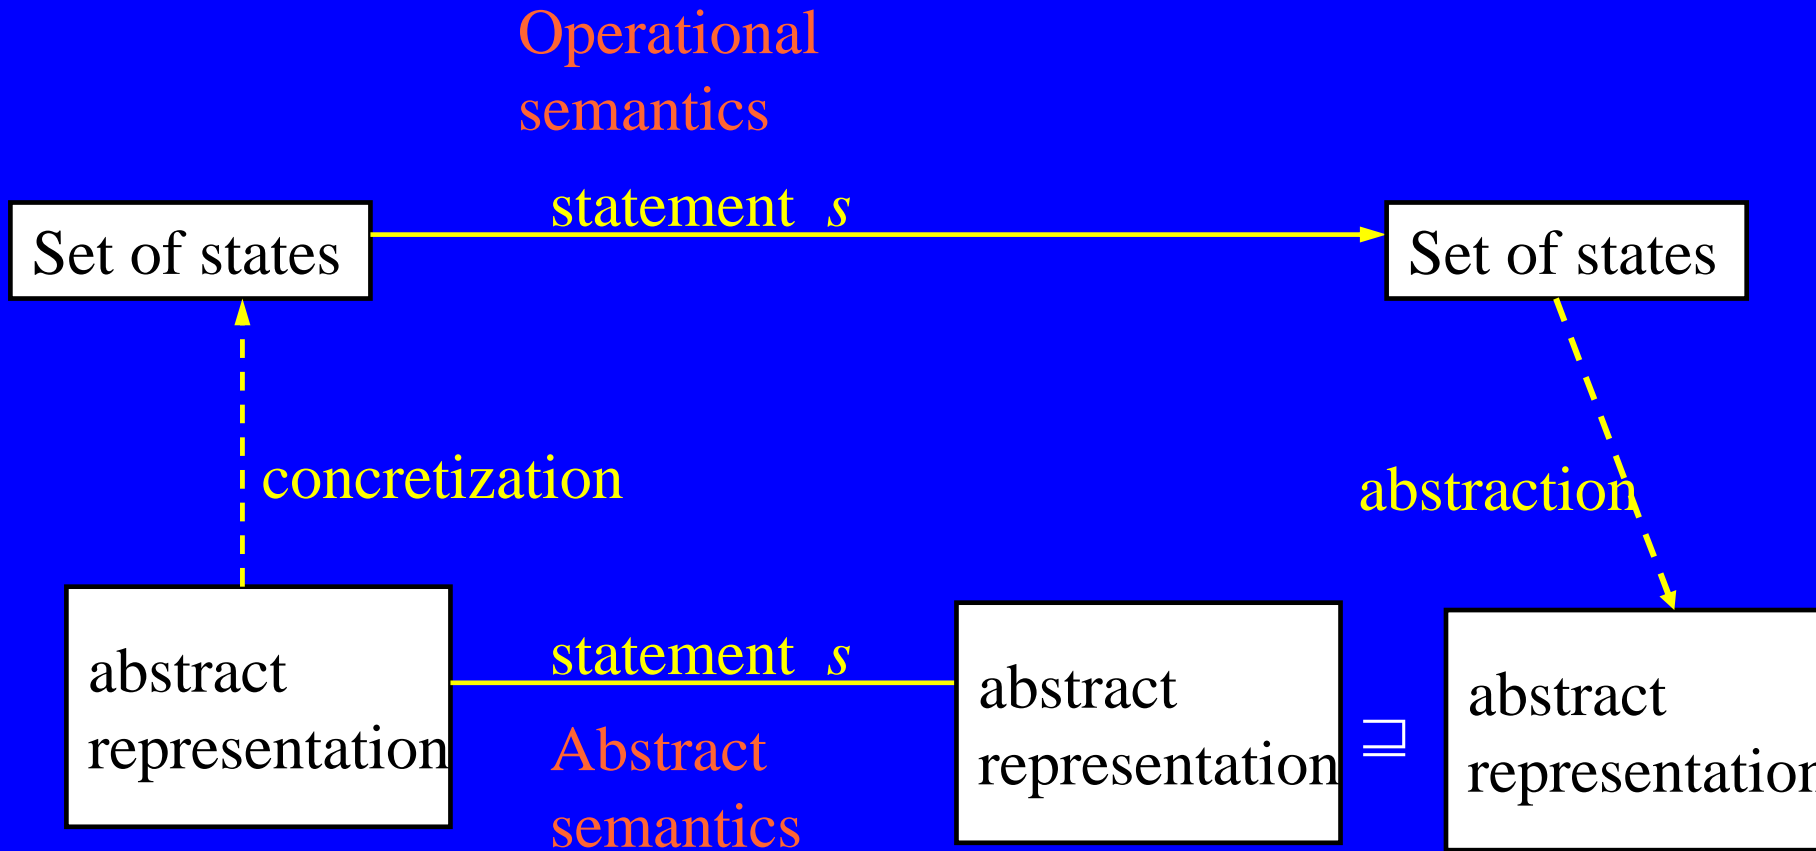 Operational
semantics
statement s
Set of states
Set of states
concretization
abstraction
abstract
representation
statement s
Abstract
semantics
abstract
representation
⊒
abstract
representation